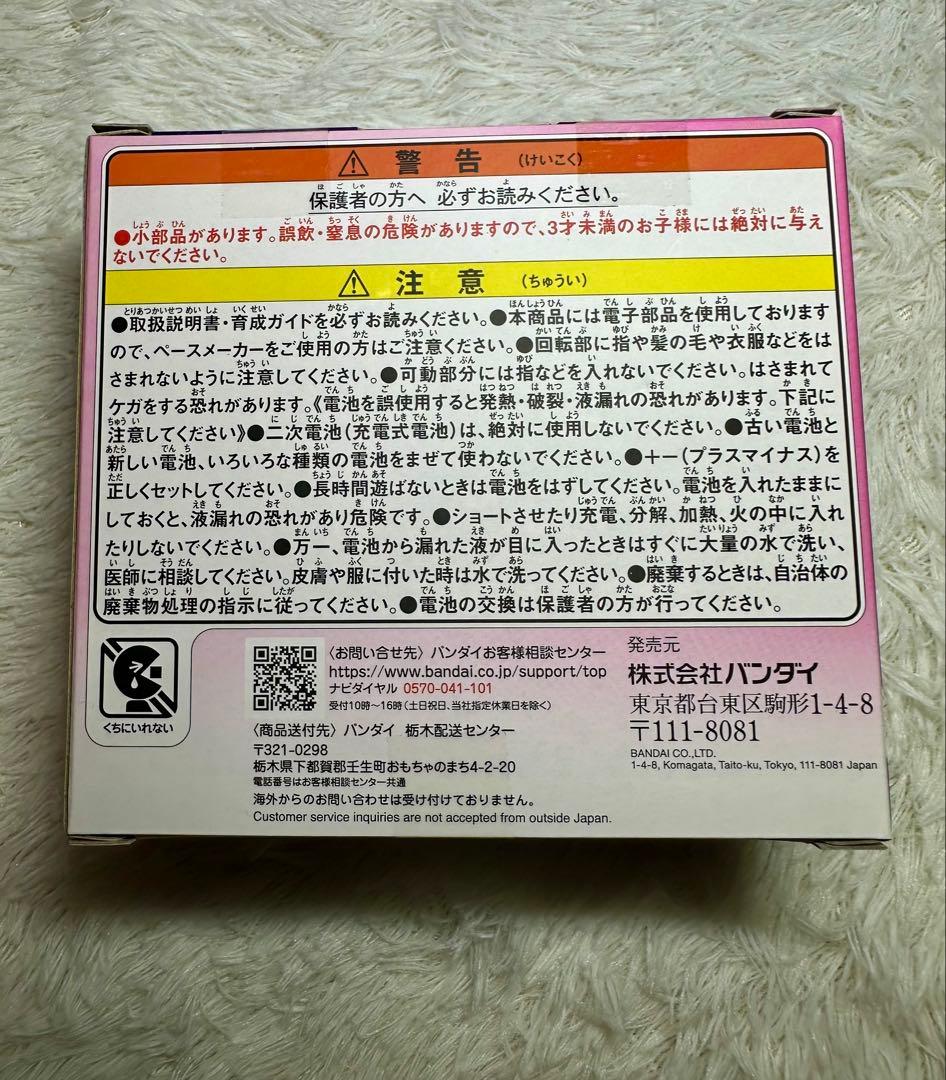 警告 (けいこく)
保護者の方へ 必ずお読みください。
●小部品があります。誤飲・窒息の危険がありますので、3才未満のお子様には絶対に与え
ないでください。
注意 (ちゅうい)
●取扱説明書・育成ガイドを必ずお読みください。●本商品には電子部品を使用しております
ので、ペースメーカーをご使用の方はご注意ください。●回転部に指や髪の毛や衣服などをは
さまれないように注意してください。●可動部分には指などを入れないでください。はさまれて
ケガをする恐れがあります。《電池を誤使用すると発熱・破裂・液漏れの恐れがあります。下記に
注意してください》●二次電池(充電式電池)は、絶対に使用しないでください。●古い電池と
新しい電池、いろいろな種類の電池をまぜて使わないでください。●+−(プラスマイナス)を
正しくセットしてください。●長時間遊ばないときは電池をはずしてください。電池を入れたままに
しておくと、液漏れの恐れがあり危険です。●ショートさせたり充電、分解、加熱、火の中に入れ
たりしないでください。●万一、電池から漏れた液が目に入ったときはすぐに大量の水で洗い、
医師に相談してください。皮膚や服に付いた時は水で洗ってください。●廃棄するときは、自治体の
廃棄物処理の指示に従ってください。●電池の交換は保護者の方が行ってください。
くちにいれない
〈お問い合せ先〉バンダイお客様相談センター
https://www.bandai.co.jp/support/top
ナビダイヤル 0570-041-101
受付10時〜16時(土日祝日、当社指定休業日を除く)
〈商品送付先〉バンダイ 栃木配送センター
〒321-0298
栃木県下都賀郡壬生町おもちゃのまち4-2-20
電話番号はお客様相談センター共通
海外からのお問い合わせは受け付けておりません。
Customer service inquiries are not accepted from outside Japan.
発売元
株式会社バンダイ
東京都台東区駒形1-4-8
〒111-8081
BANDAI CO.,LTD.
1-4-8, Komagata, Taito-ku, Tokyo, 111-8081 Japan